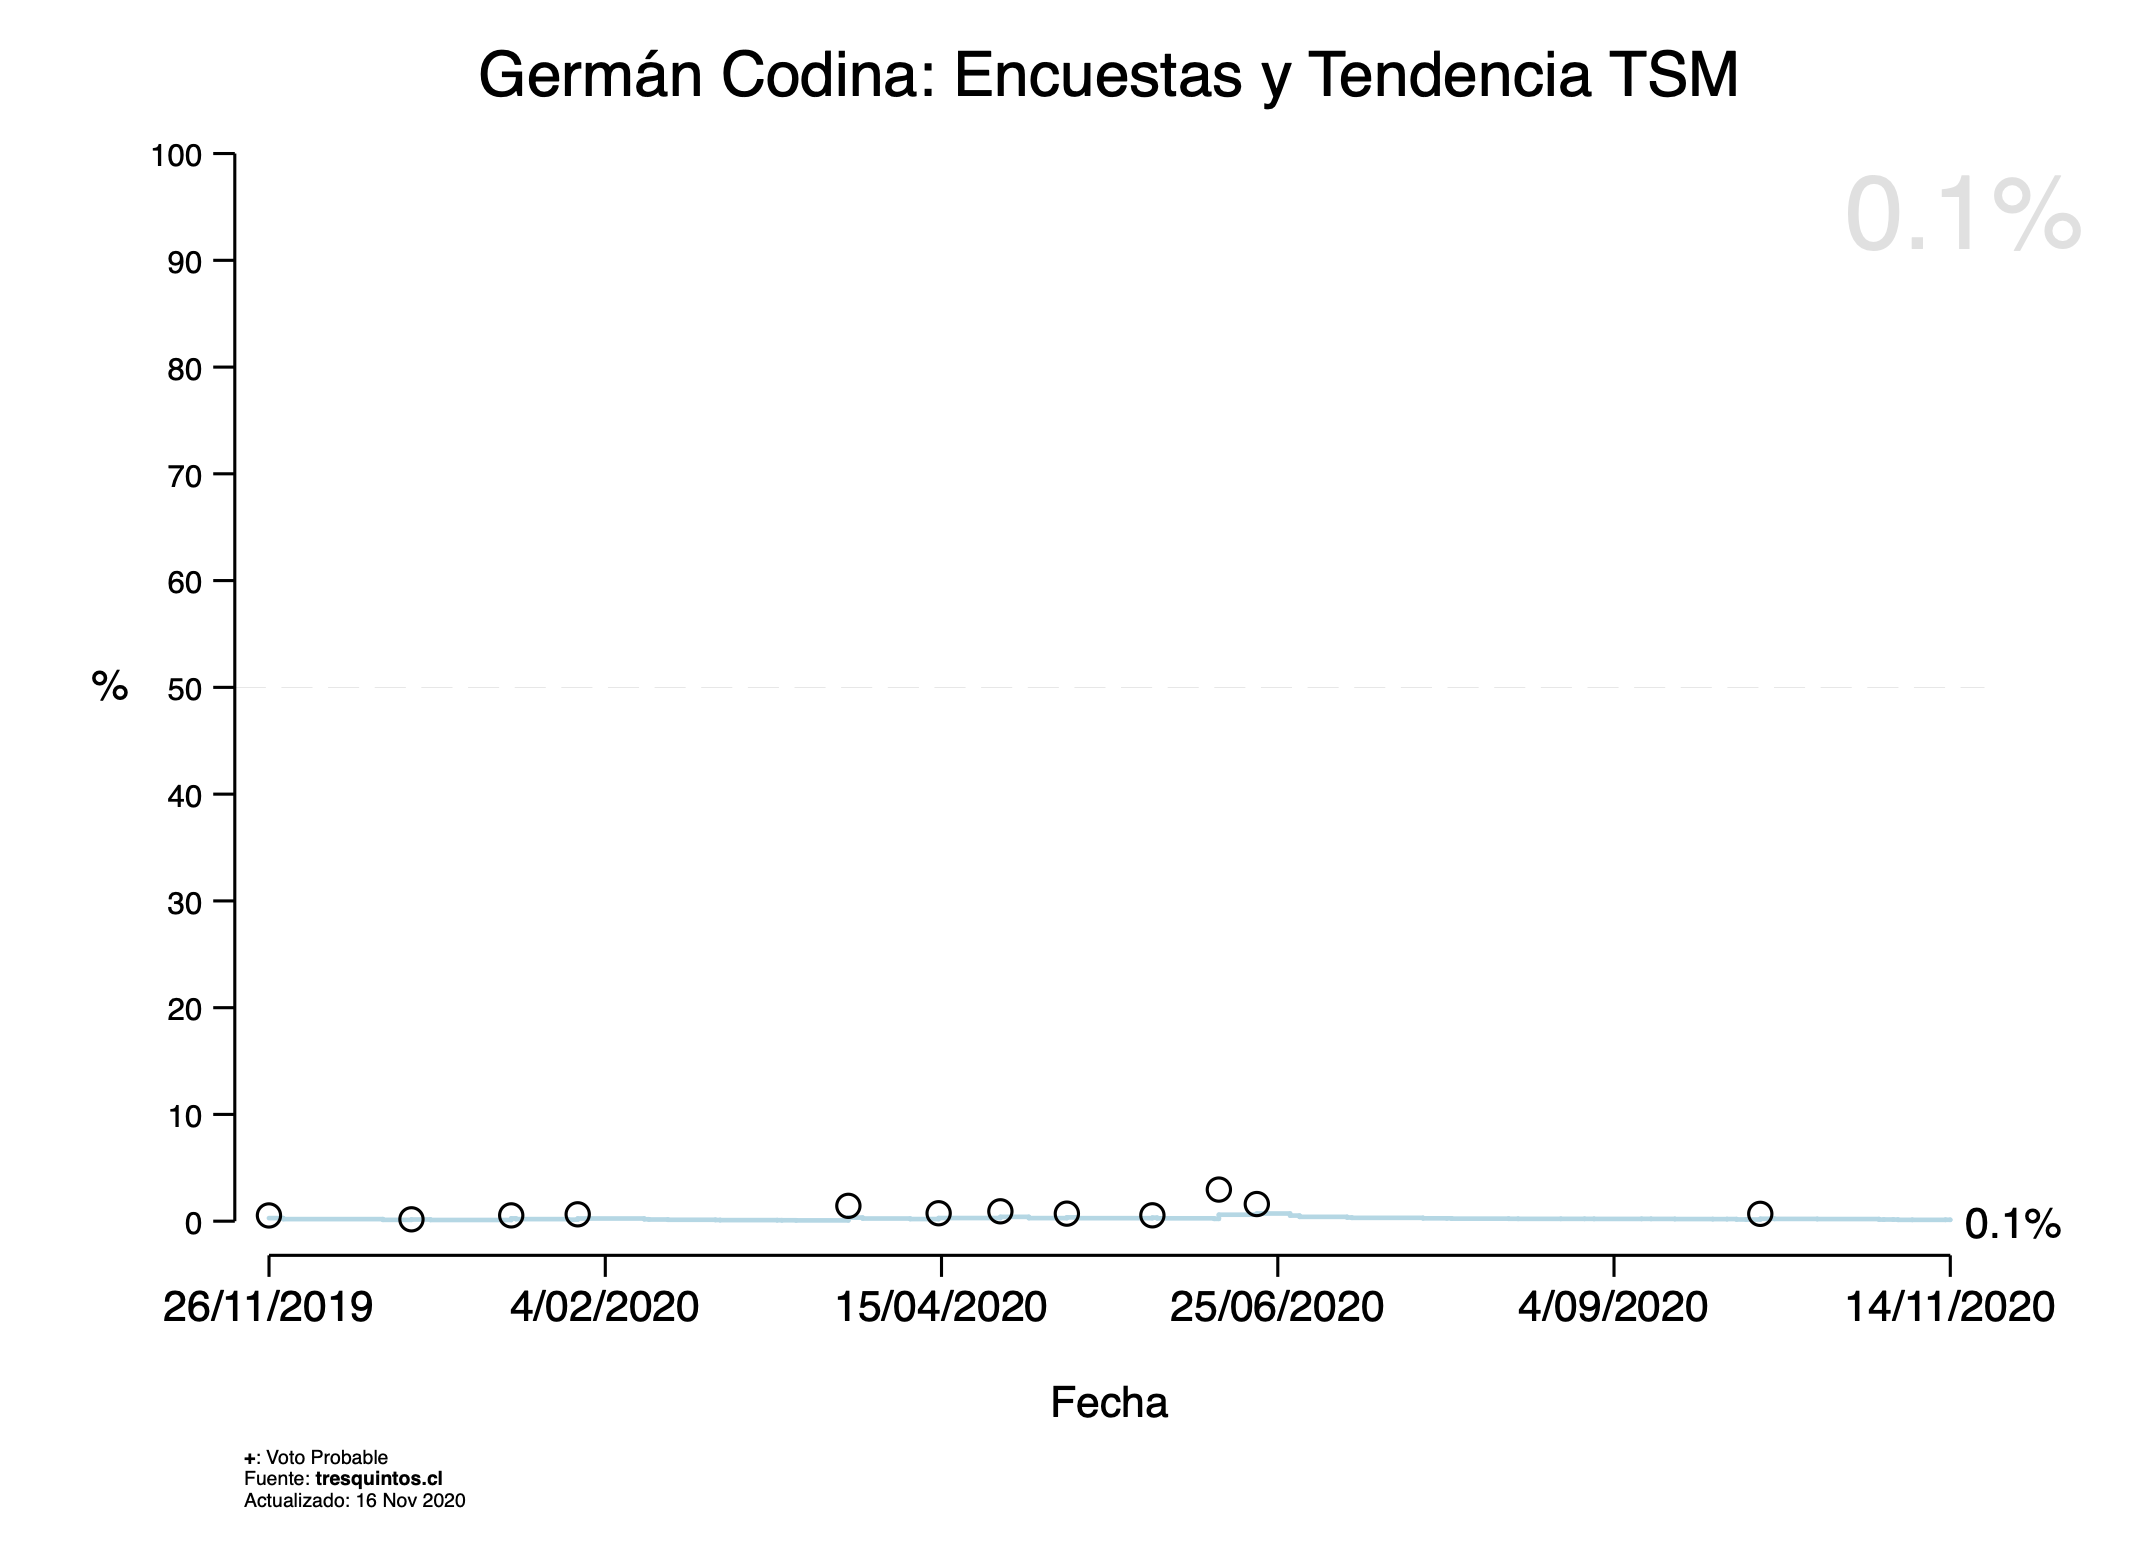 Germán Codina: Encuestas y Tendencia TSM
0.1%
100
90
80
70
60
% 50
40
30
20
10
0
0.1%
26/11/2019 4/02/2020 15/04/2020 25/06/2020 4/09/2020 14/11/2020
Fecha
+: Voto Probable
Fuente: tresquintos.cl
Actualizado: 16 Nov 2020